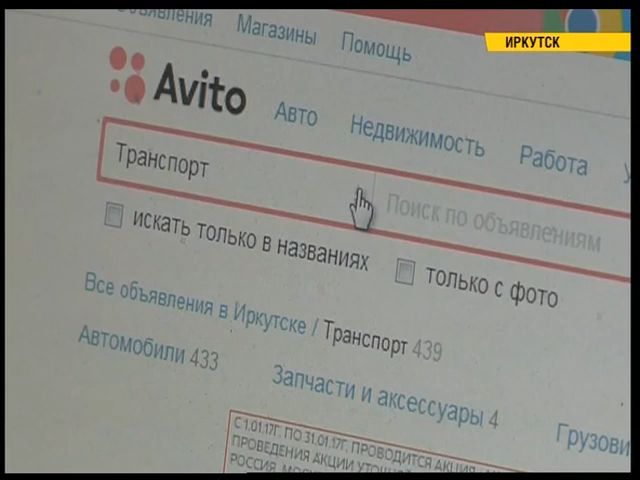 Объявления Магазины Помощь
ИРКУТСК
Avito Авто Недвижимость Работа
Транспорт Поиск по объявлениям
искать только в названиях только с фото
Все объявления в Иркутске / Транспорт 439
Автомобили 433 Запчасти и аксессуары 4 Грузови
С 1.01.17Г. ПО 31.01.17Г. ПРОВОДИТСЯ АКЦИЯ
ПРОВЕДЕНИЯ АКЦИИ
РОССИЯ,